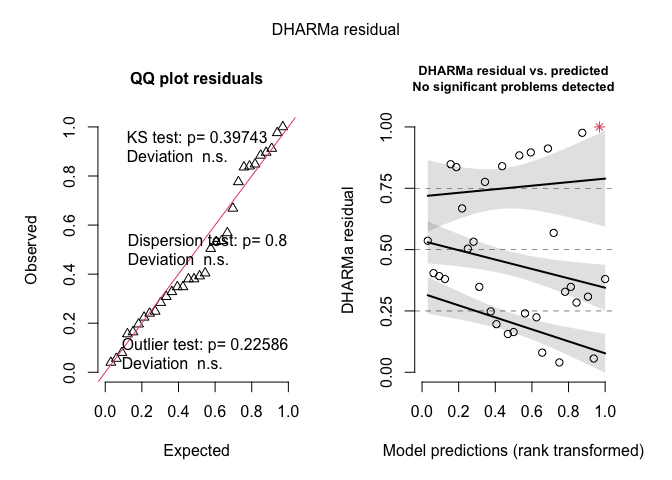 DHARMa residual
QQ plot residuals
KS test: p= 0.39743
Deviation n.s.
Dispersion test: p= 0.8
Deviation n.s.
Outlier test: p= 0.22586
Deviation n.s.
Observed
0.0 0.2 0.4 0.6 0.8 1.0
0.0 0.2 0.4 0.6 0.8 1.0
Expected
DHARMa residual vs. predicted
No significant problems detected
DHARMa residual
0.00 0.25 0.50 0.75 1.00
0.0 0.2 0.4 0.6 0.8 1.0
Model predictions (rank transformed)